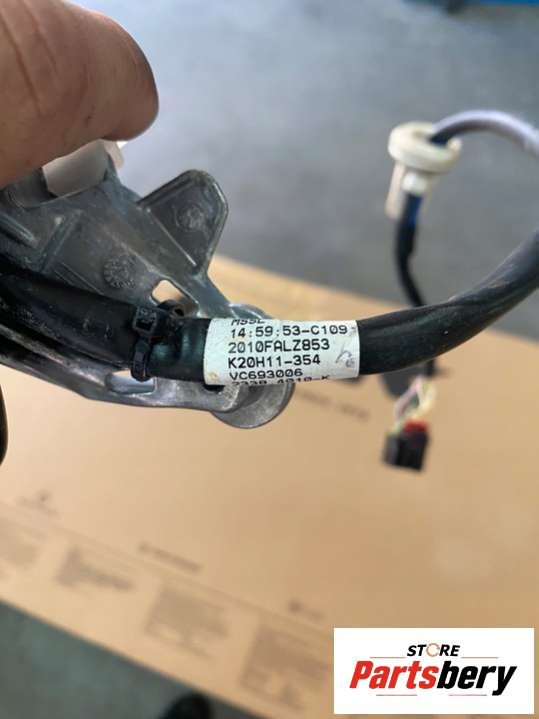 14:59:53-C109
2010FALZ853
K20H11-354
VC693006
STORE
Partsbery